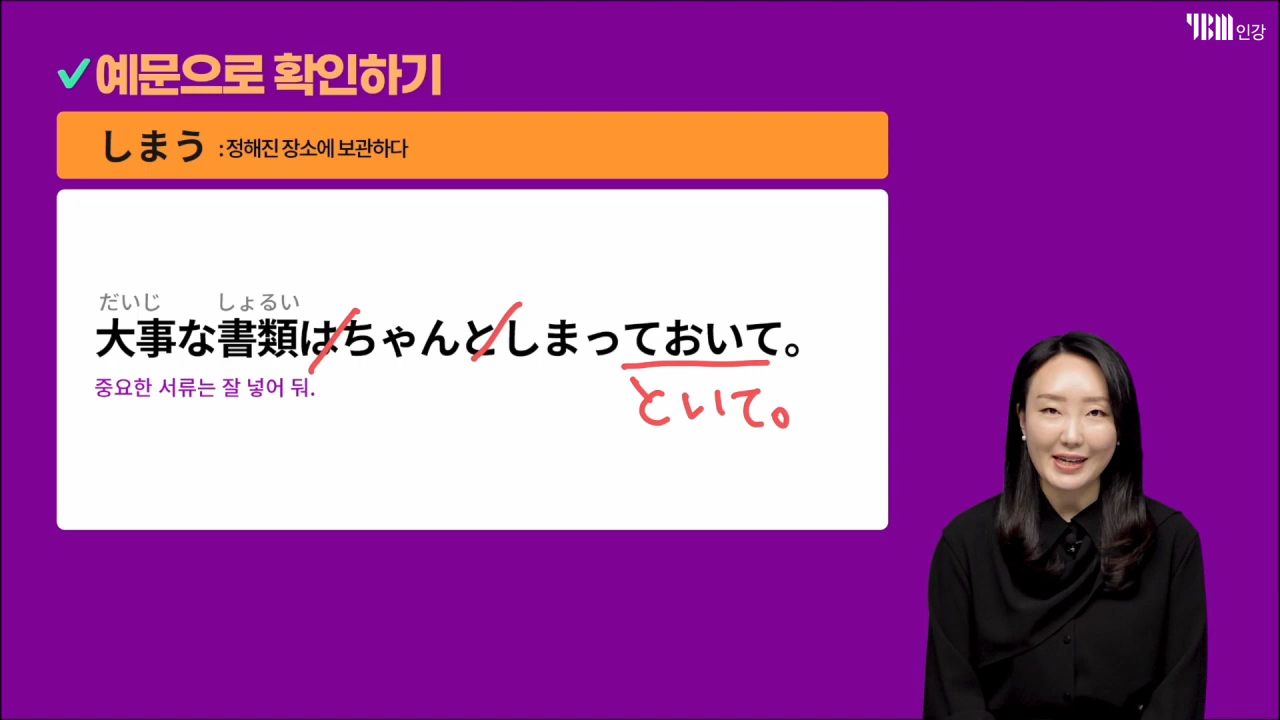 YBM인강
예문으로 확인하기
しまう : 정해진 장소에 보관하다
だいじ しょるい
大事な書類はちゃんとしまっておいて。
중요한 서류는 잘 넣어 둬.
といて。